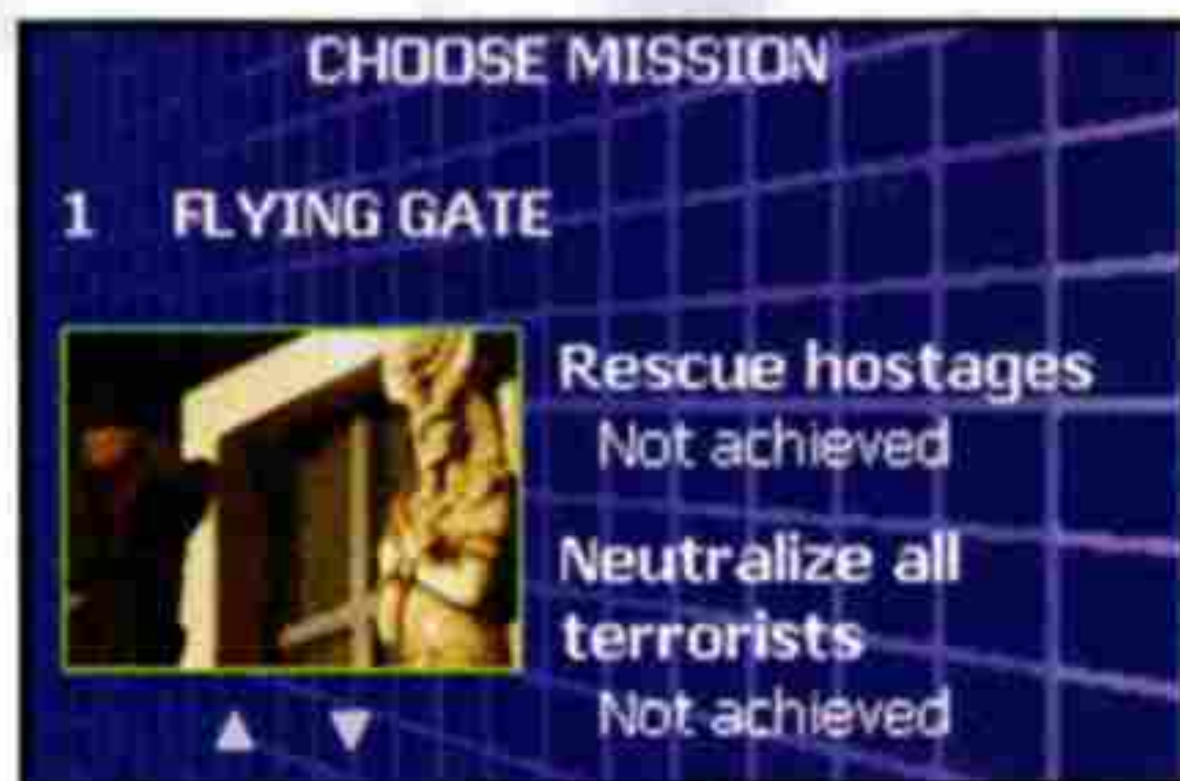 CHOOSE MISSION
1 FLYING GATE
Rescue hostages
Not achieved
Neutralize all
terrorists
Not achieved